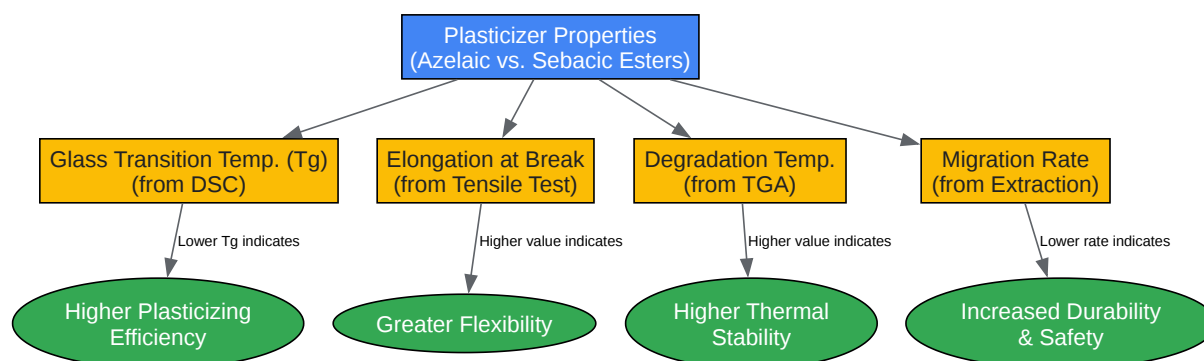 Plasticizer Properties
(Azelaic vs. Sebacic Esters)
Glass Transition Temp. (Tg)
(from DSC)
Elongation at Break
(from Tensile Test)
Degradation Temp.
(from TGA)
Migration Rate
(from Extraction)
Lower Tg indicates
Higher value indicates
Higher value indicates
Lower rate indicates
Higher Plasticizing
Efficiency
Greater Flexibility
Higher Thermal
Stability
Increased Durability
& Safety